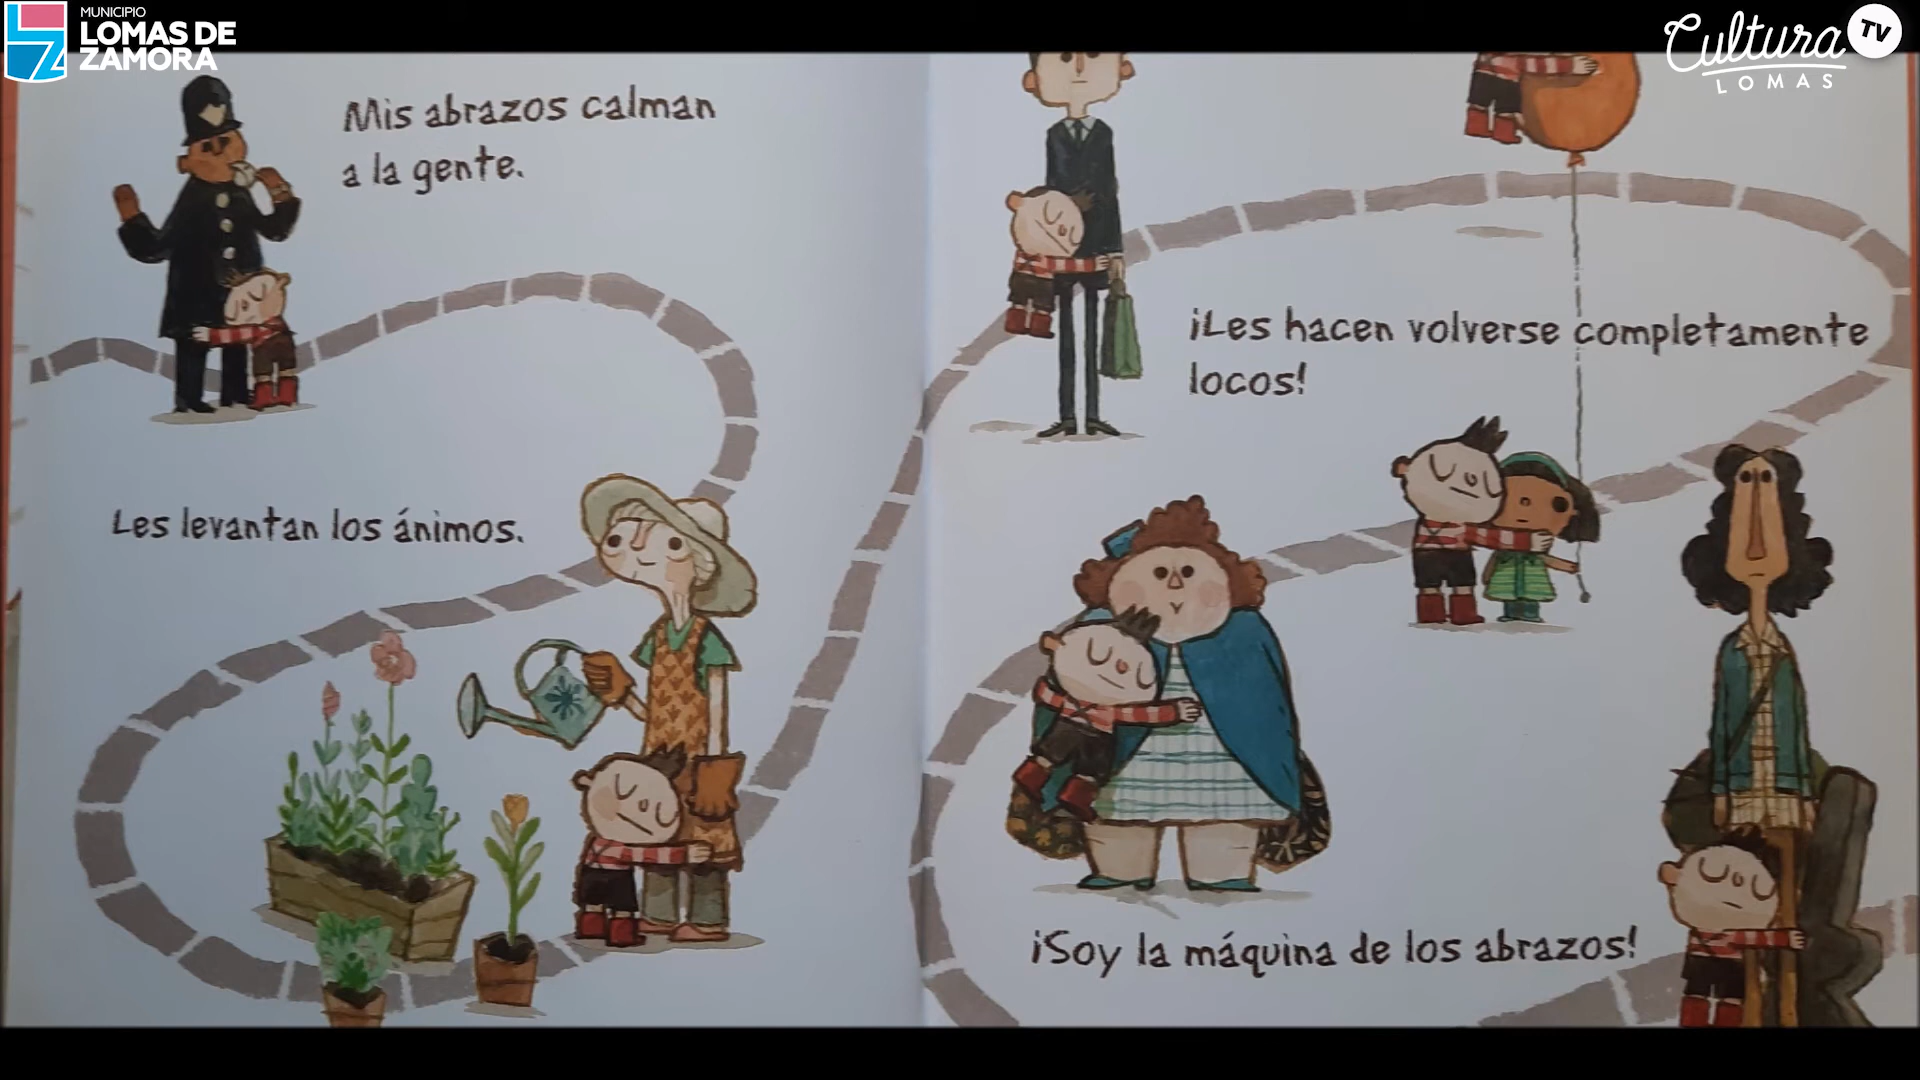 MUNICIPIO
LOMAS DE
ZAMORA
Cultura TV
LOMAS
Mis abrazos calman
a la gente.
Les levantan los ánimos.
¡Les hacen volverse completamente
locos!
¡Soy la máquina de los abrazos!